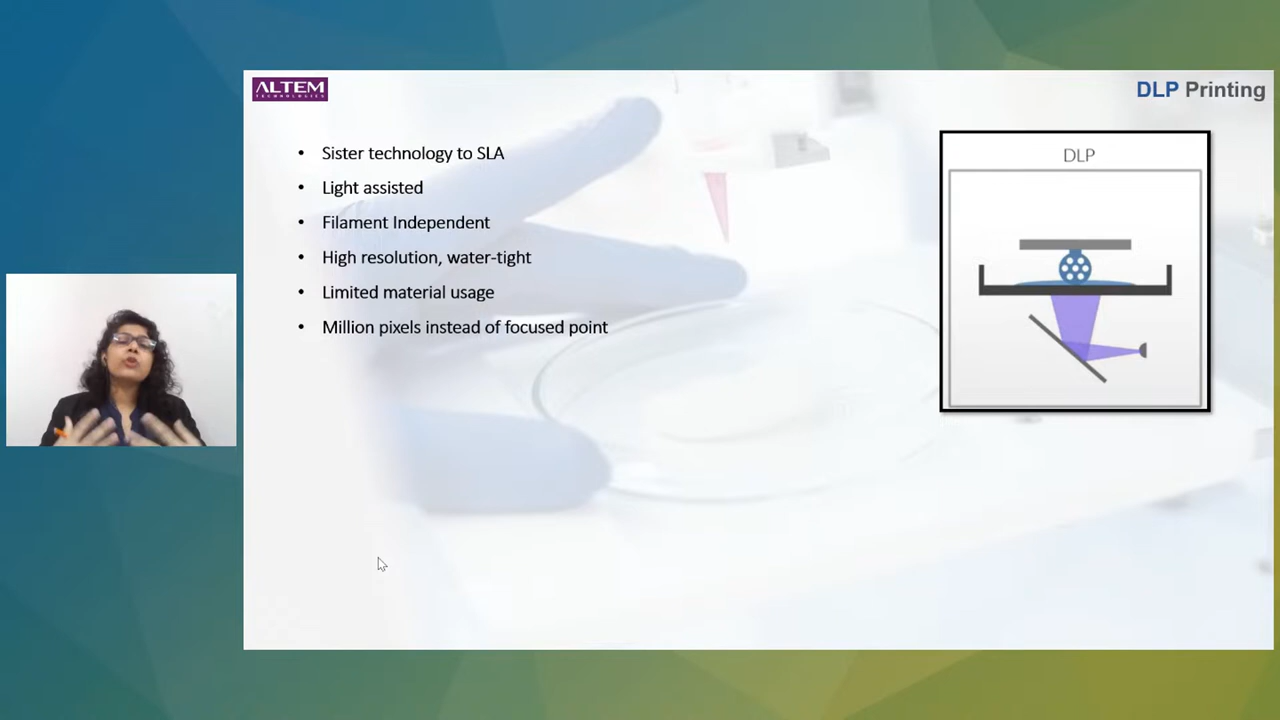 ALTEM
TECHNOLOGIES
DLP Printing
• Sister technology to SLA
• Light assisted
• Filament Independent
• High resolution, water-tight
• Limited material usage
• Million pixels instead of focused point
DLP